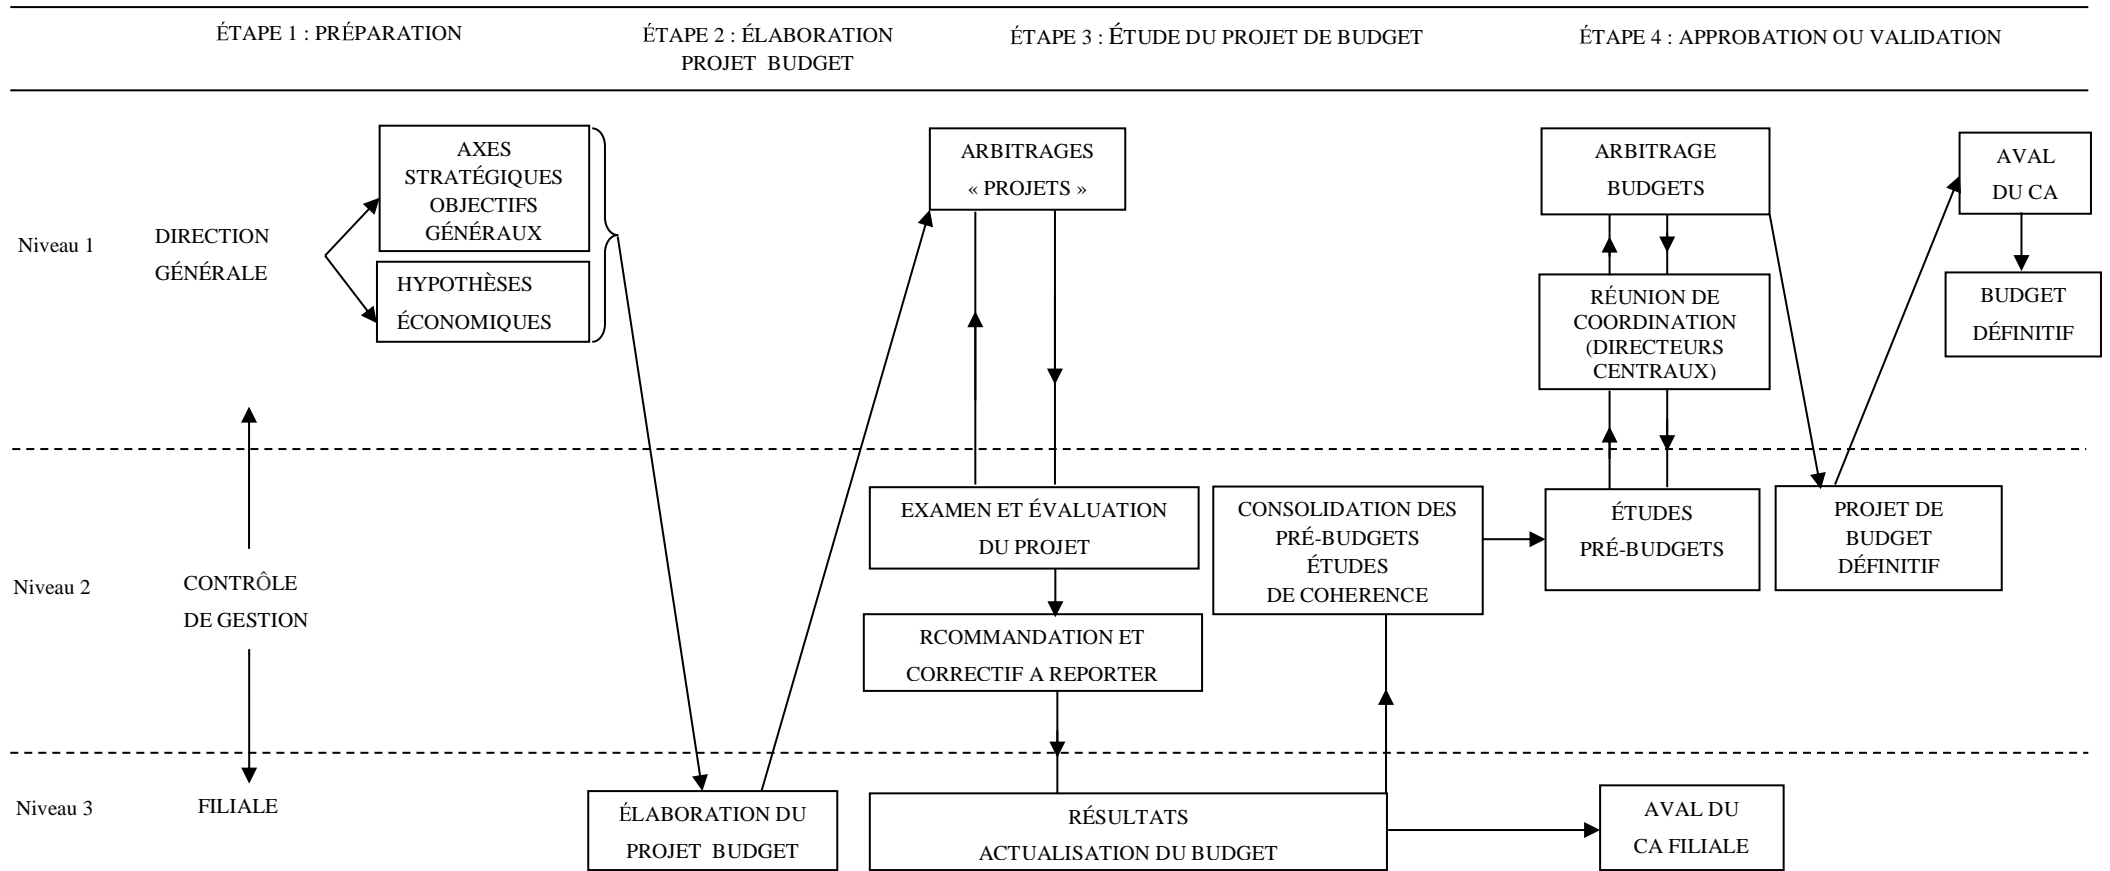 ÉTAPE 1 : PRÉPARATION
ÉTAPE 2 : ÉLABORATION
PROJET BUDGET
ÉTAPE 3 : ÉTUDE DU PROJET DE BUDGET
ÉTAPE 4 : APPROBATION OU VALIDATION
Niveau 1
DIRECTION
GÉNÉRALE
AXES
STRATÉGIQUES
OBJECTIFS
GÉNÉRAUX
HYPOTHÈSES
ÉCONOMIQUES
ARBITRAGES
« PROJETS »
ARBITRAGE
BUDGETS
RÉUNION DE
COORDINATION
(DIRECTEURS
CENTRAUX)
AVAL
DU CA
BUDGET
DÉFINITIF
Niveau 2
CONTRÔLE
DE GESTION
EXAMEN ET ÉVALUATION
DU PROJET
RCOMMANDATION ET
CORRECTIF A REPORTER
CONSOLIDATION DES
PRÉ-BUDGETS
ÉTUDES
DE COHERENCE
ÉTUDES
PRÉ-BUDGETS
PROJET DE
BUDGET
DÉFINITIF
Niveau 3
FILIALE
ÉLABORATION DU
PROJET BUDGET
RÉSULTATS
ACTUALISATION DU BUDGET
AVAL DU
CA FILIALE